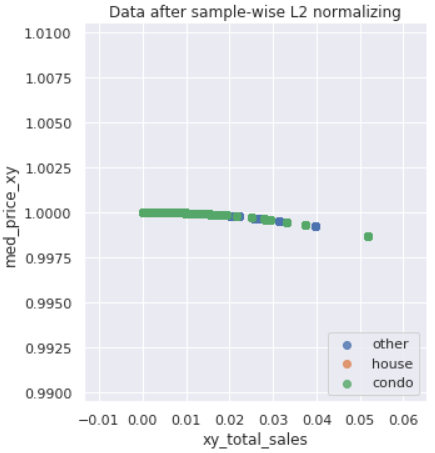 Data after sample-wise L2 normalizing
1.0100
1.0075
1.0050
1.0025
1.0000
0.9975
0.9950
0.9925
0.9900
med_price_xy
other
house
condo
−0.01 0.00 0.01 0.02 0.03 0.04 0.05 0.06
xy_total_sales